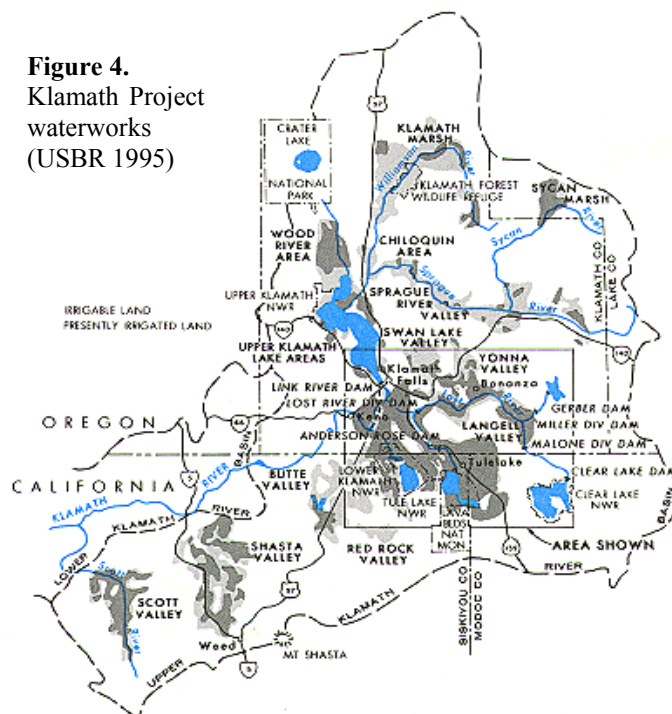 Figure 4.
Klamath Project
waterworks
(USBR 1995)
97
CRATER
LAKE
NATIONAL
PARK
KLAMATH
MARSH
Williamson
River
KLAMATH FOREST
WILDLIFE REFUGE
SYCAN
MARSH
Sycan
River
WOOD
RIVER
AREA
CHILOQUIN
AREA
KLAMATH CO
LAKE CO
UPPER KLAMATH
NWR
Sprague
River
SPRAGUE
RIVER
VALLEY
IRRIGABLE LAND
PRESENTLY IRRIGATED LAND
140
SWAN LAKE
VALLEY
140
UPPER KLAMATH
LAKE AREAS
Klamath
Falls
YONNA
VALLEY
Bonanza
LINK RIVER DAM
LOST RIVER DIV DAM
Lost
River
GERBER DAM
MILLER DIV DAM
MALONE DIV DAM
66
Keno
LANGELL
VALLEY
OREGON
ANDERSON ROSE DAM
BASIN
CALIFORNIA
5
RIVER
BUTTE
VALLEY
LOWER
KLAMATH
NWR
Tulelake
CLEAR LAKE DAM
CLEAR LAKE
NWR
BASIN
KLAMATH
KLAMATH
RIVER
TULE LAKE
NWR
LAVA
BEDS
NAT
MON.
139
LOWER
SHASTA
VALLEY
RED ROCK
VALLEY
AREA SHOWN
RIVER
Scott
River
SCOTT
VALLEY
97
KLAMATH
SISKIYOU CO
MODOC CO
Weed
5
MT SHASTA
UPPER